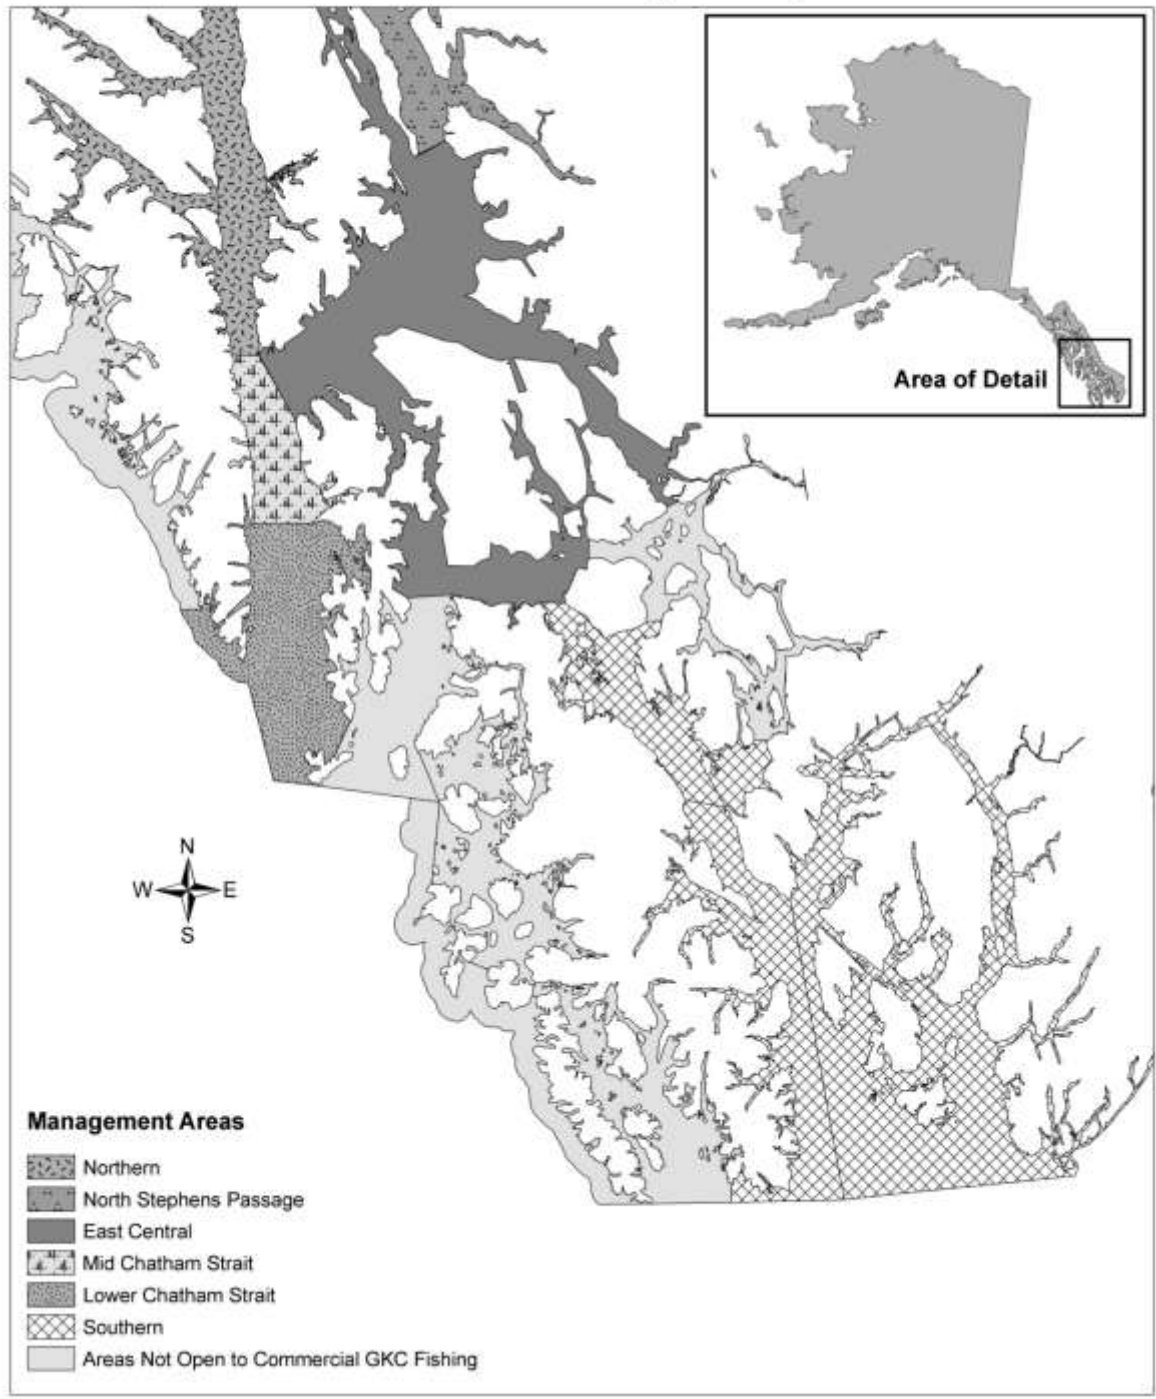 Area of Detail
N
W E
S
Management Areas
Northern
North Stephens Passage
East Central
Mid Chatham Strait
Lower Chatham Strait
Southern
Areas Not Open to Commercial GKC Fishing